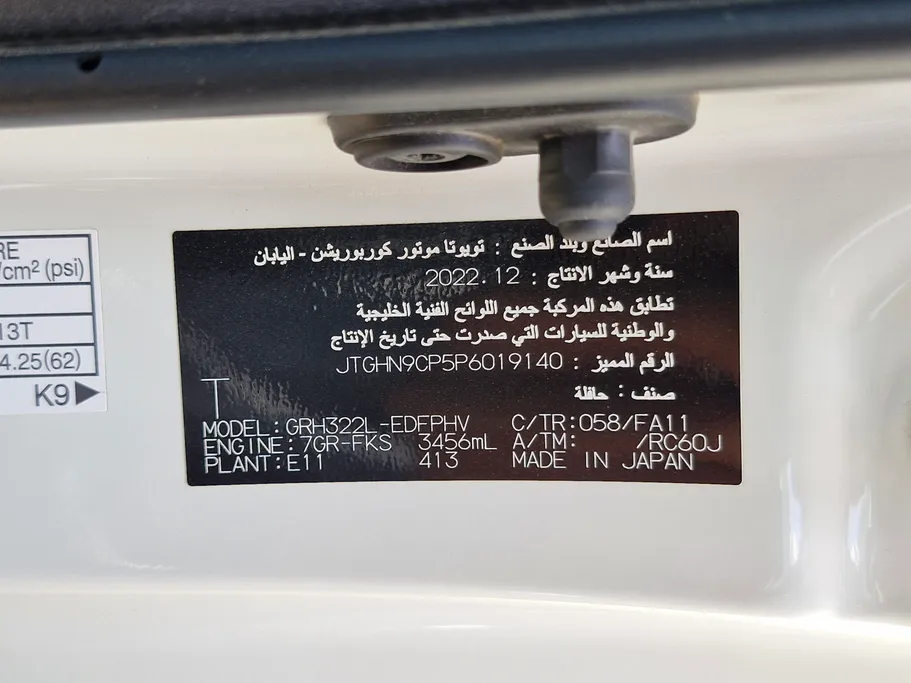 RE
/cm² (psi)
13T
4.25(62)
K9▶
اسم الصانع وبلد الصنع : تويوتا موتور كوربوريشن - اليابان
سنة وشهر الانتاج : 2022.12
تطابق هذه المركبة جميع اللوائح الفنية الخليجية
والوطنية للسيارات التي صدرت حتى تاريخ الإنتاج
الرقم المميز : JTGHN9CP5P6019140
صنف : حافلة
T
MODEL:GRH322L-EDFPHV C/TR:058/FA11
ENGINE:7GR-FKS 3456mL A/TM: /RC60J
PLANT:E11 413 MADE IN JAPAN